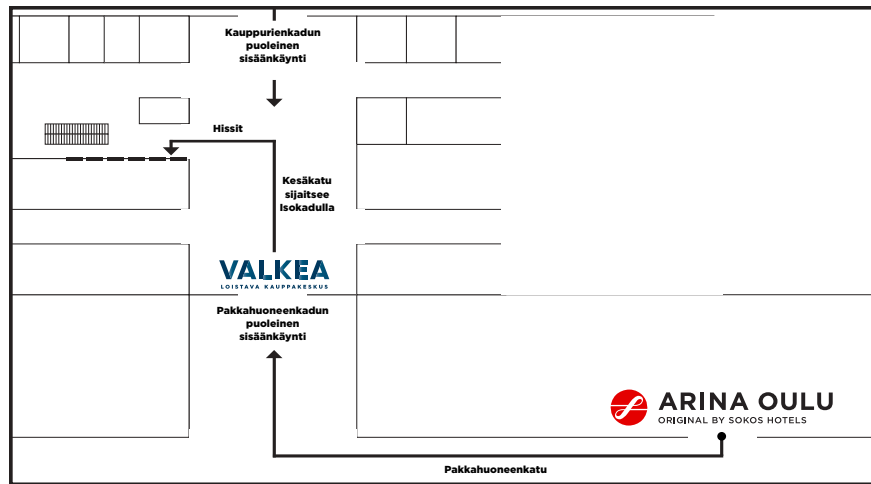 Kauppurienkadun
puoleinen
sisäänkäynti
Hissit
Kesäkatu
sijaitsee
Isokadulla
VALKEA
LOISTAVA KAUPPAKESKUS
Pakkahuoneenkadun
puoleinen
sisäänkäynti
ARINA OULU
ORIGINAL BY SOKOS HOTELS
Pakkahuoneenkatu